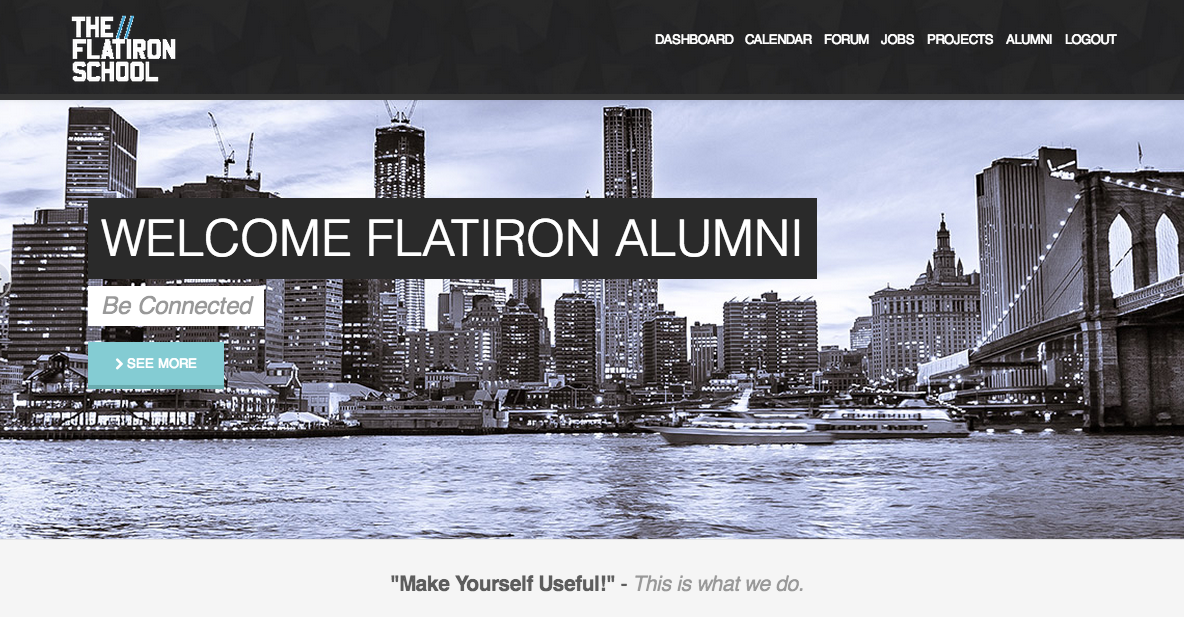 THE//
FLATIRON
SCHOOL
DASHBOARD CALENDAR FORUM JOBS PROJECTS ALUMNI LOGOUT
WELCOME FLATIRON ALUMNI
Be Connected
SEE MORE
"Make Yourself Useful!" - This is what we do.